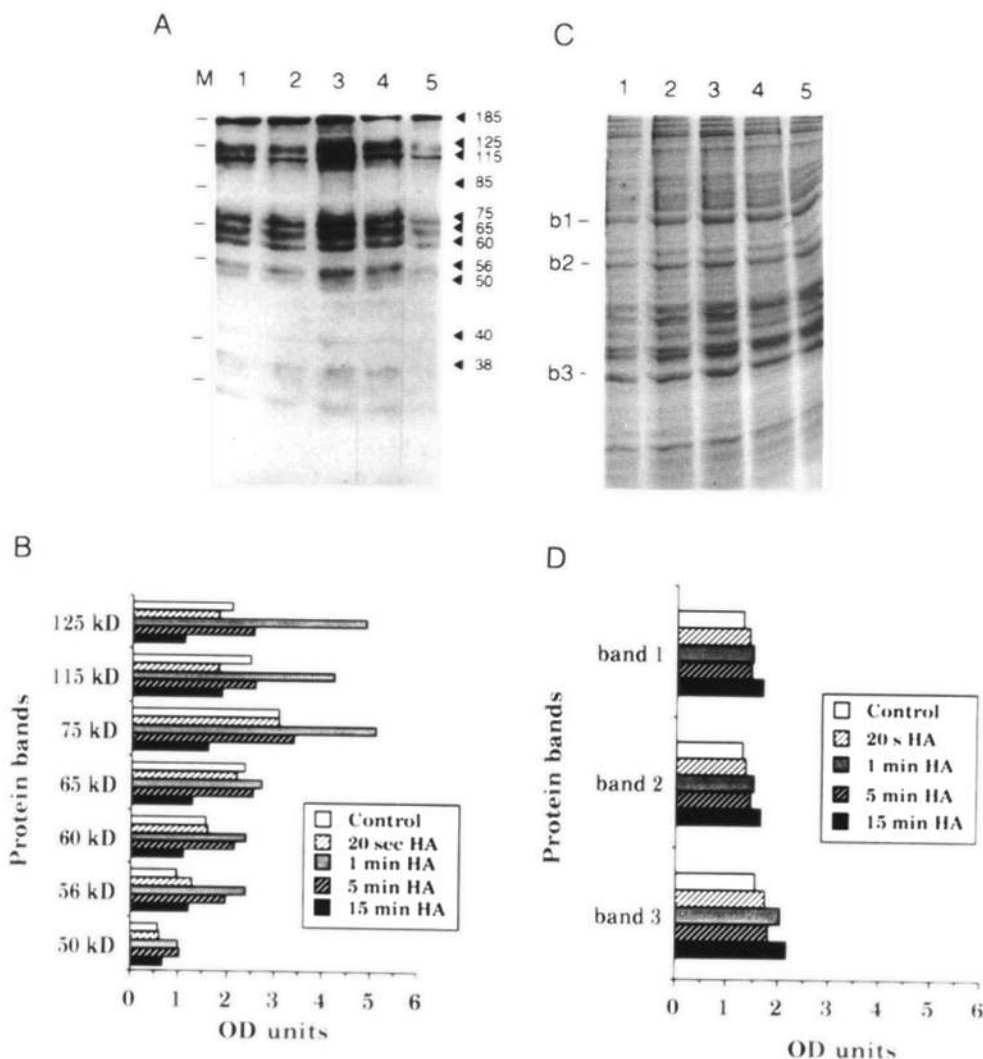 A
M 1 2 3 4 5
185
125
115
85
75
65
60
56
50
40
38
C
1 2 3 4 5
b1
b2
b3
B
Protein bands
125 kD
115 kD
75 kD
65 kD
60 kD
56 kD
50 kD
Control
20 sec HA
1 min HA
5 min HA
15 min HA
0 1 2 3 4 5 6
OD units
D
Protein bands
band 1
band 2
band 3
Control
20 s HA
1 min HA
5 min HA
15 min HA
0 1 2 3 4 5 6
OD units